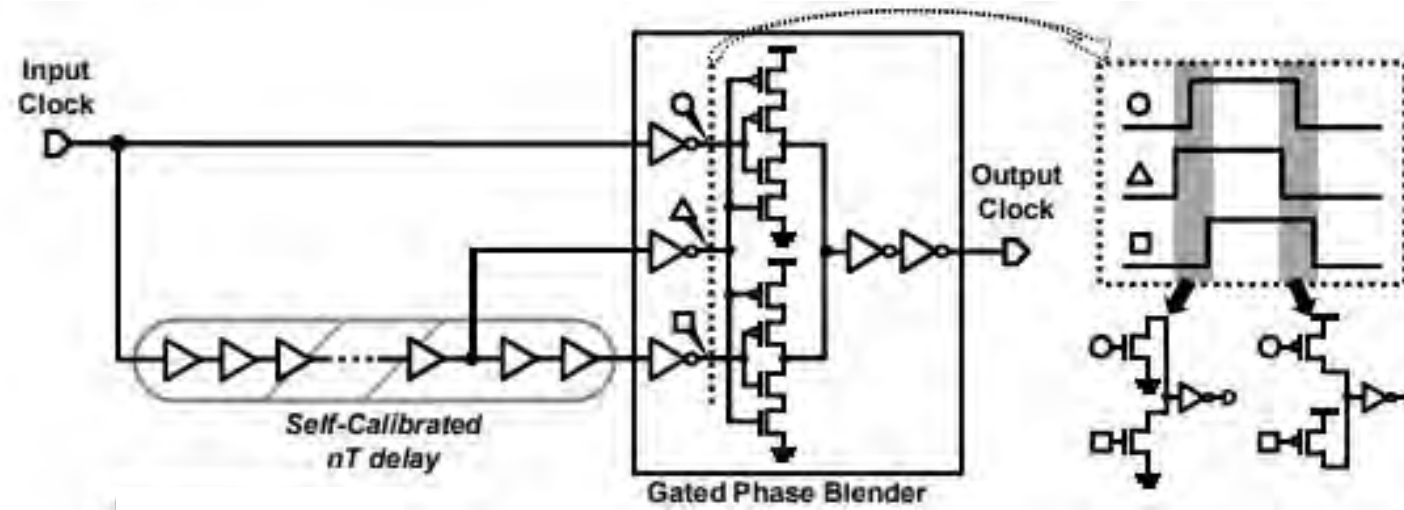 Input
Clock
Self-Calibrated
nT delay
Gated Phase Blender
Output
Clock